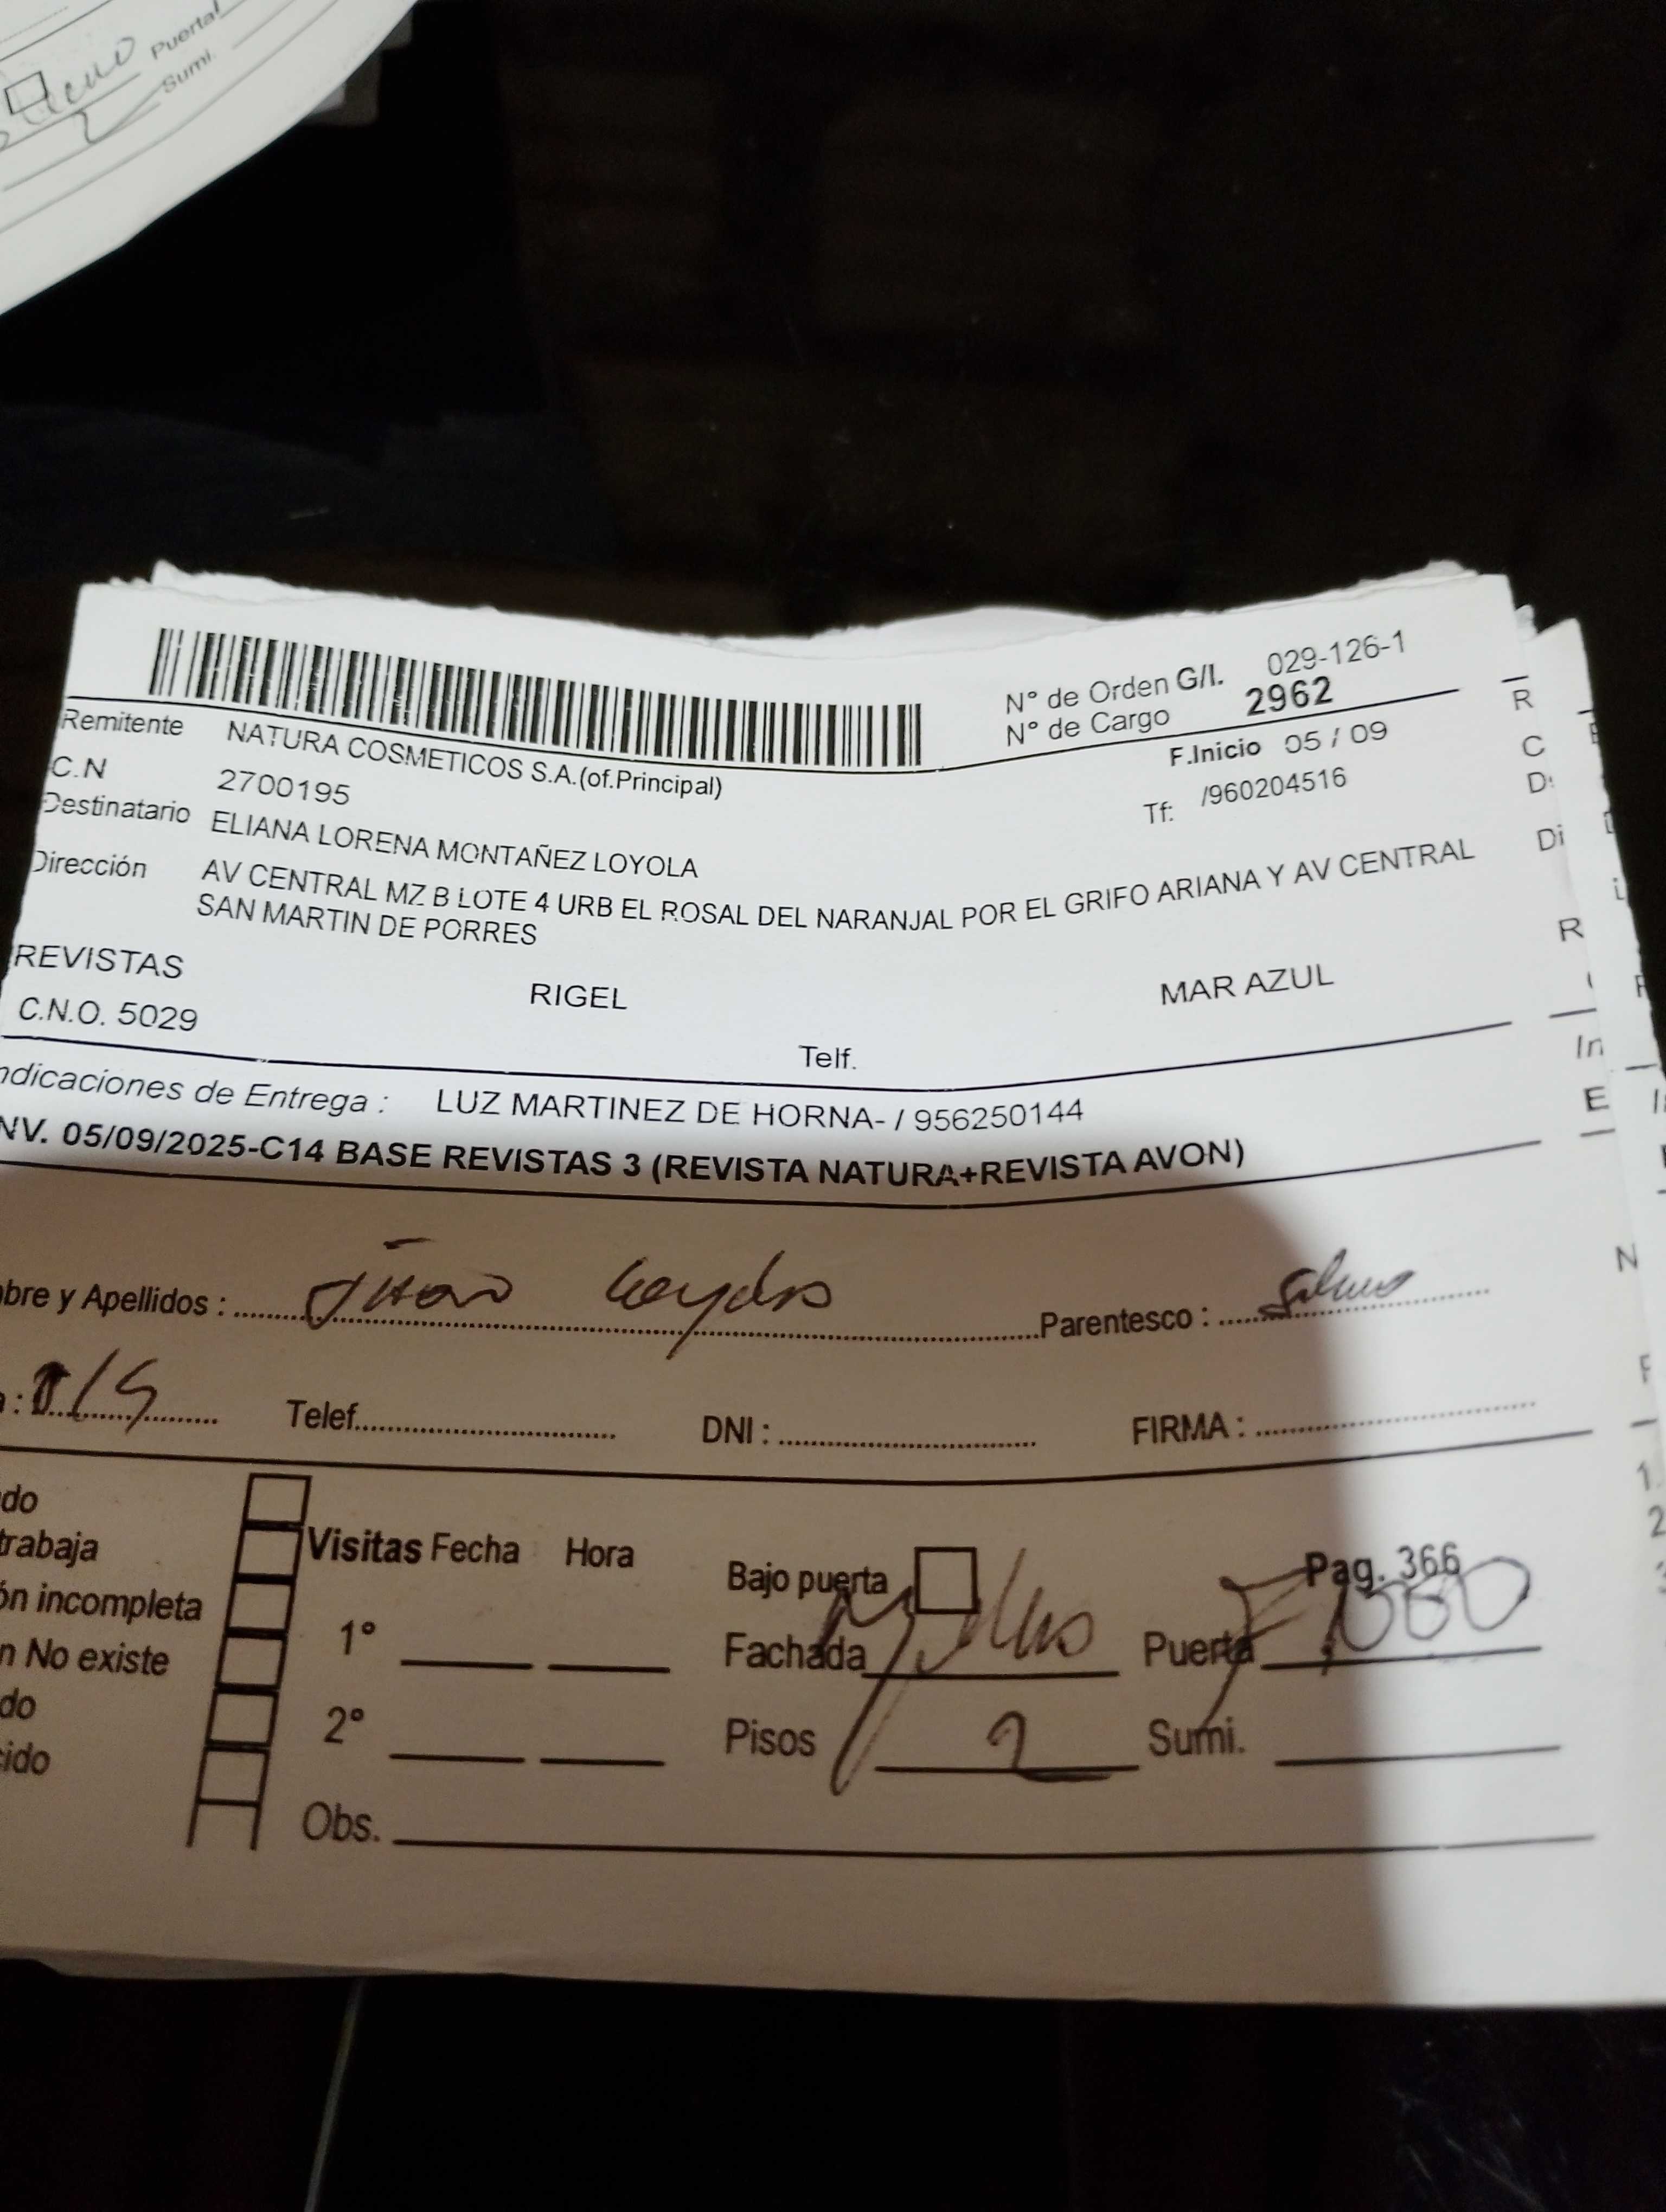 Puerta
Sumi.
N° de Orden G/I. 029-126-1
N° de Cargo 2962
Remitente NATURA COSMETICOS S.A.(of.Principal) F.Inicio 05 / 09
C.N 2700195 Tf: /960204516
Destinatario ELIANA LORENA MONTAÑEZ LOYOLA
Dirección AV CENTRAL MZ B LOTE 4 URB EL ROSAL DEL NARANJAL POR EL GRIFO ARIANA Y AV CENTRAL
SAN MARTIN DE PORRES
REVISTAS RIGEL MAR AZUL
C.N.O. 5029
Telf.
ndicaciones de Entrega : LUZ MARTINEZ DE HORNA- / 956250144
NV. 05/09/2025-C14 BASE REVISTAS 3 (REVISTA NATURA+REVISTA AVON)
bre y Apellidos : Parentesco :
Telef. DNI : FIRMA :
do
trabaja Visitas Fecha Hora Bajo puerta Pag. 366
ón incompleta 1° Fachada Puerta
n No existe
do 2° Pisos 2 Sumi.
ido
Obs.